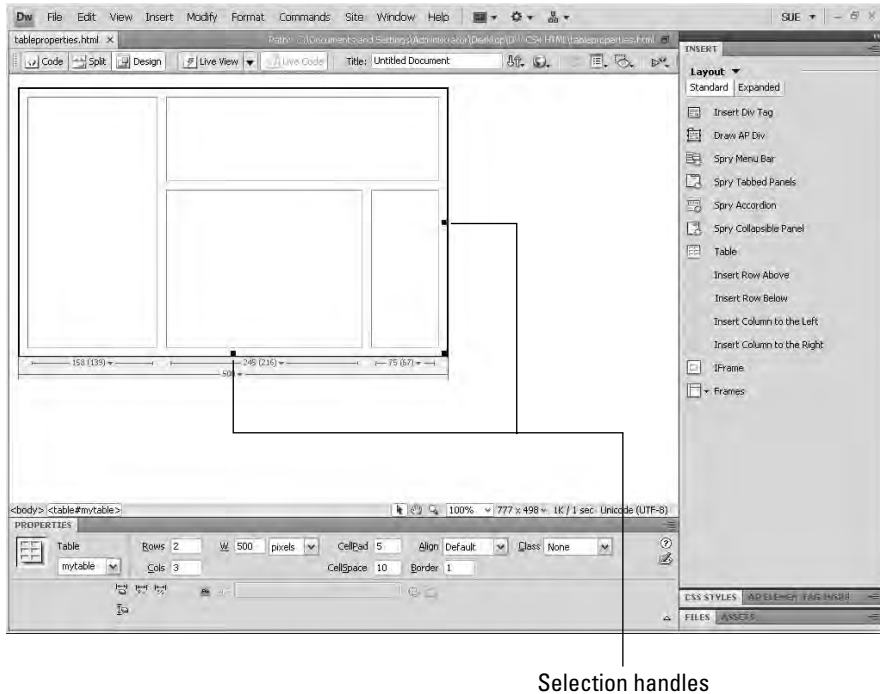 Dw File Edit View Insert Modify Format Commands Site Window Help SUE
tableproperties.html × Path:
Code Split Design Live View Live Code Title: Untitled Document
INSERT
Layout
Standard Expanded
Insert Div Tag
Draw AP Div
Spry Menu Bar
Spry Tabbed Panels
Spry Accordion
Spry Collapsible Panel
Table
Insert Row Above
Insert Row Below
Insert Column to the Left
Insert Column to the Right
IFrame
Frames
158 (139) 245 (216) 75 (67)
500
<body> <table#mytable> 100% 777 x 498 1K / 1 sec Unicode (UTF-8)
PROPERTIES
Table Rows 2 W 500 pixels CellPad 5 Align Default Class None
mytable Cols 3 CellSpace 10 Border 1
CSS STYLES
FILES ASSETS
Selection handles